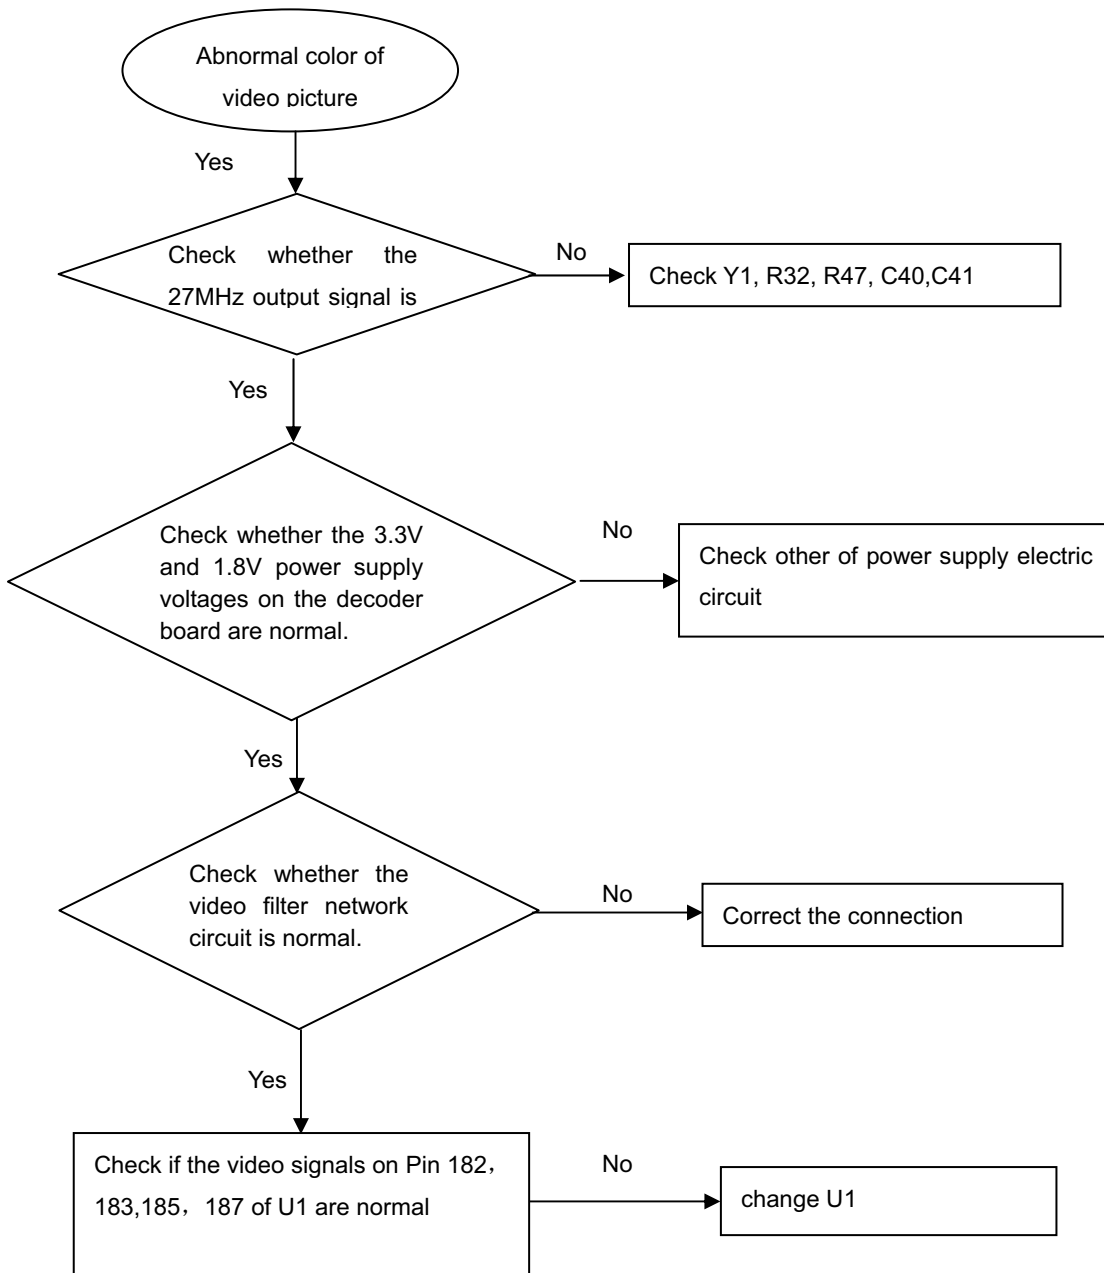 Abnormal color of
video picture
Yes
Check whether the
27MHz output signal is
No
Check Y1, R32, R47, C40,C41
Yes
Check whether the 3.3V
and 1.8V power supply
voltages on the decoder
board are normal.
No
Check other of power supply electric
circuit
Yes
Check whether the
video filter network
circuit is normal.
No
Correct the connection
Yes
Check if the video signals on Pin 182，
183,185，187 of U1 are normal
No
change U1